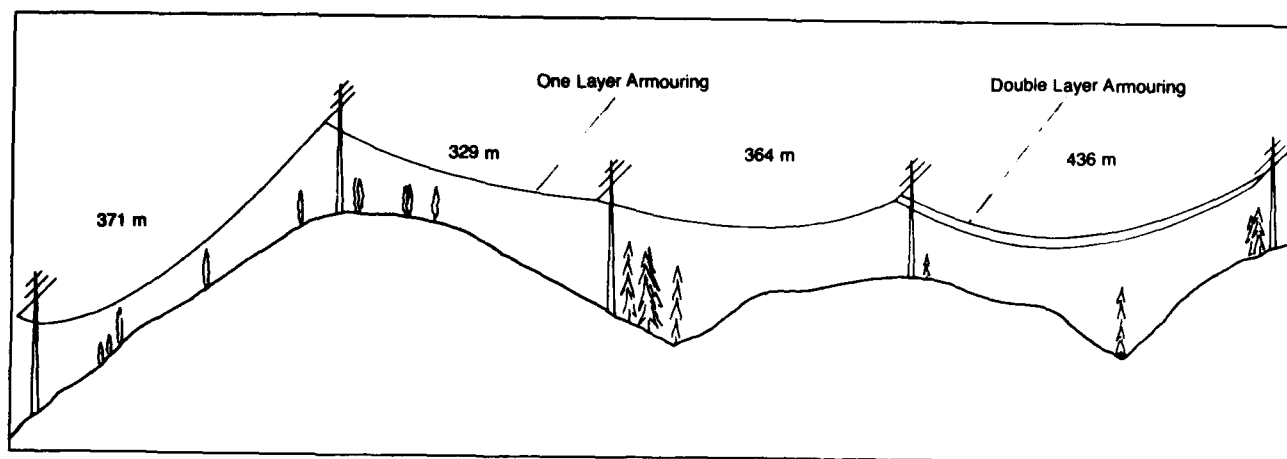 One Layer Armouring
Double Layer Armouring
371 m
329 m
364 m
436 m